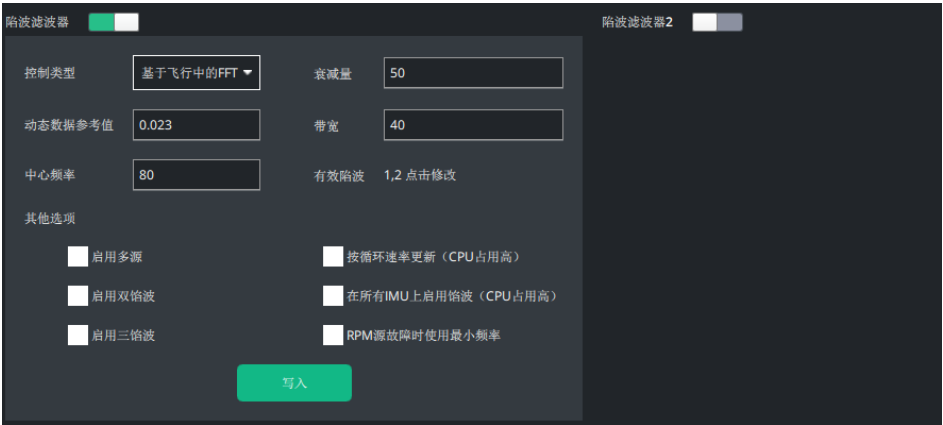 陷波滤波器
陷波滤波器2
控制类型 基于飞行中的FFT 衰减量 50
动态数据参考值 0.023 带宽 40
中心频率 80 有效陷波 1,2 点击修改
其他选项
启用多源 按循环速率更新（CPU占用高）
启用双馅波 在所有IMU上启用馅波（CPU占用高）
启用三馅波 RPM源故障时使用最小频率
写入